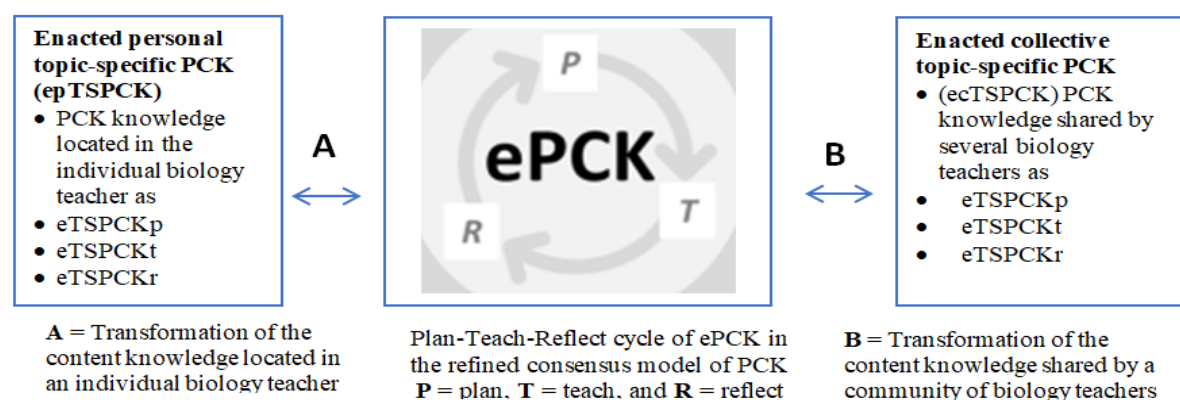 Enacted personal
topic-specific PCK
(epTSPCK)
• PCK knowledge
located in the
individual biology
teacher as
• eTSPCKp
• eTSPCKt
• eTSPCKr
A
P
ePCK
T
R
B
Enacted collective
topic-specific PCK
• (ecTSPCK) PCK
knowledge shared by
several biology
teachers as
• eTSPCKp
• eTSPCKt
• eTSPCKr
A = Transformation of the
content knowledge located in
an individual biology teacher
Plan-Teach-Reflect cycle of ePCK in
the refined consensus model of PCK
P = plan, T = teach, and R = reflect
B = Transformation of the
content knowledge shared by a
community of biology teachers